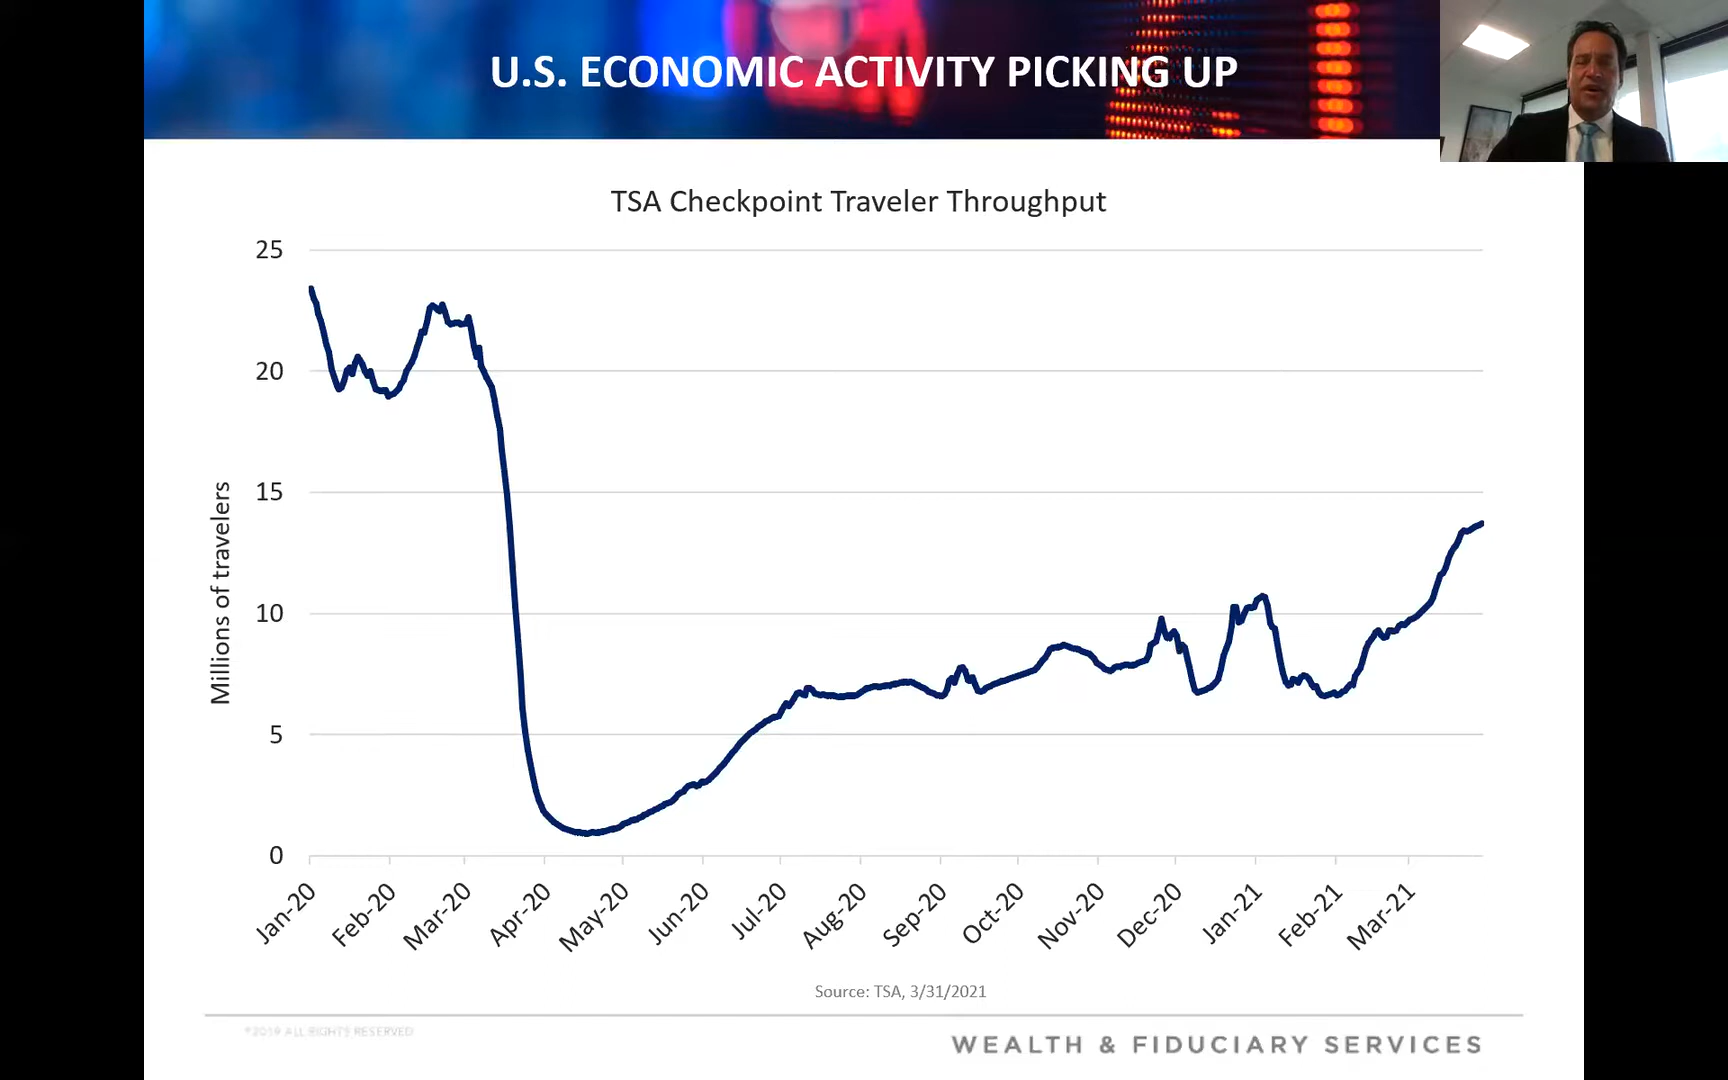 U.S. ECONOMIC ACTIVITY PICKING UP
TSA Checkpoint Traveler Throughput
25
20
15
10
5
0
Millions of travelers
Jan-20
Feb-20
Mar-20
Apr-20
May-20
Jun-20
Jul-20
Aug-20
Sep-20
Oct-20
Nov-20
Dec-20
Jan-21
Feb-21
Mar-21
Source: TSA, 3/31/2021
©2019 ALL RIGHTS RESERVED
WEALTH & FIDUCIARY SERVICES